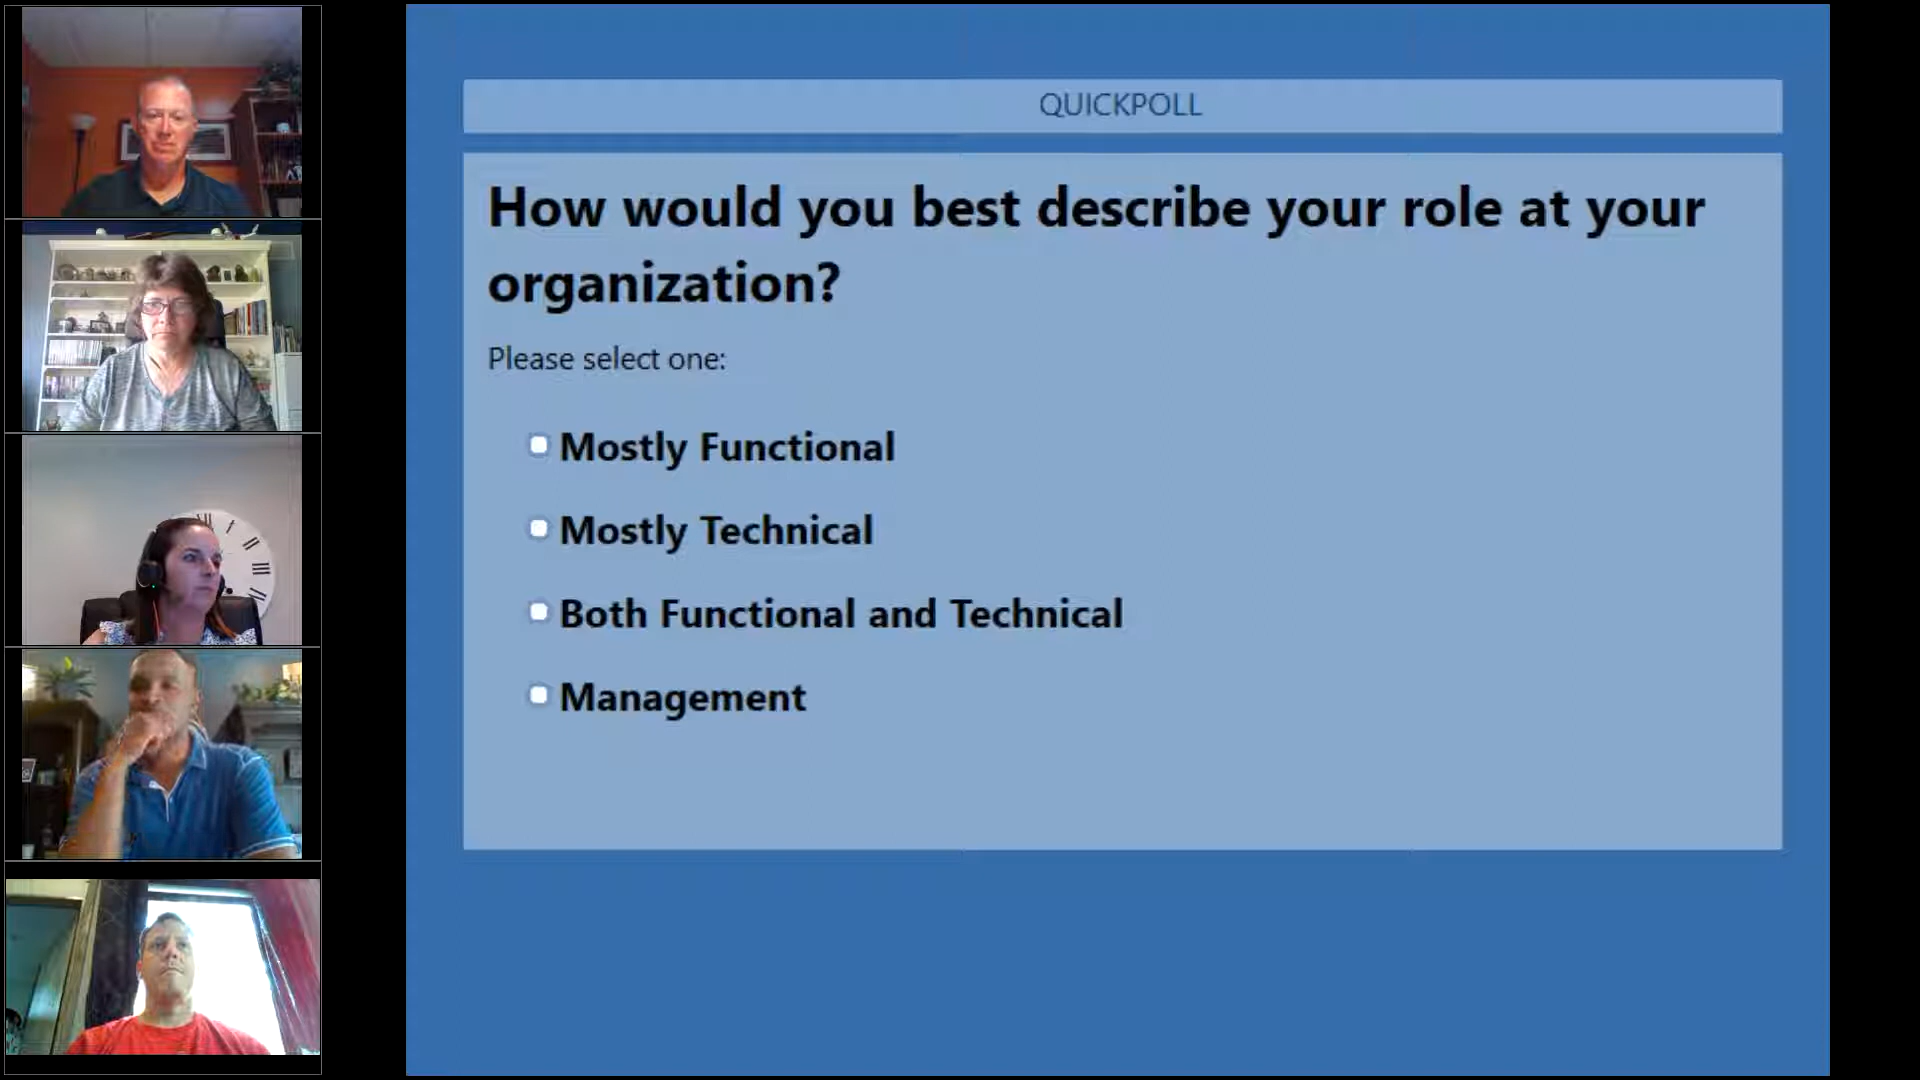 QUICKPOLL
How would you best describe your role at your
organization?
Please select one:
Mostly Functional
Mostly Technical
Both Functional and Technical
Management